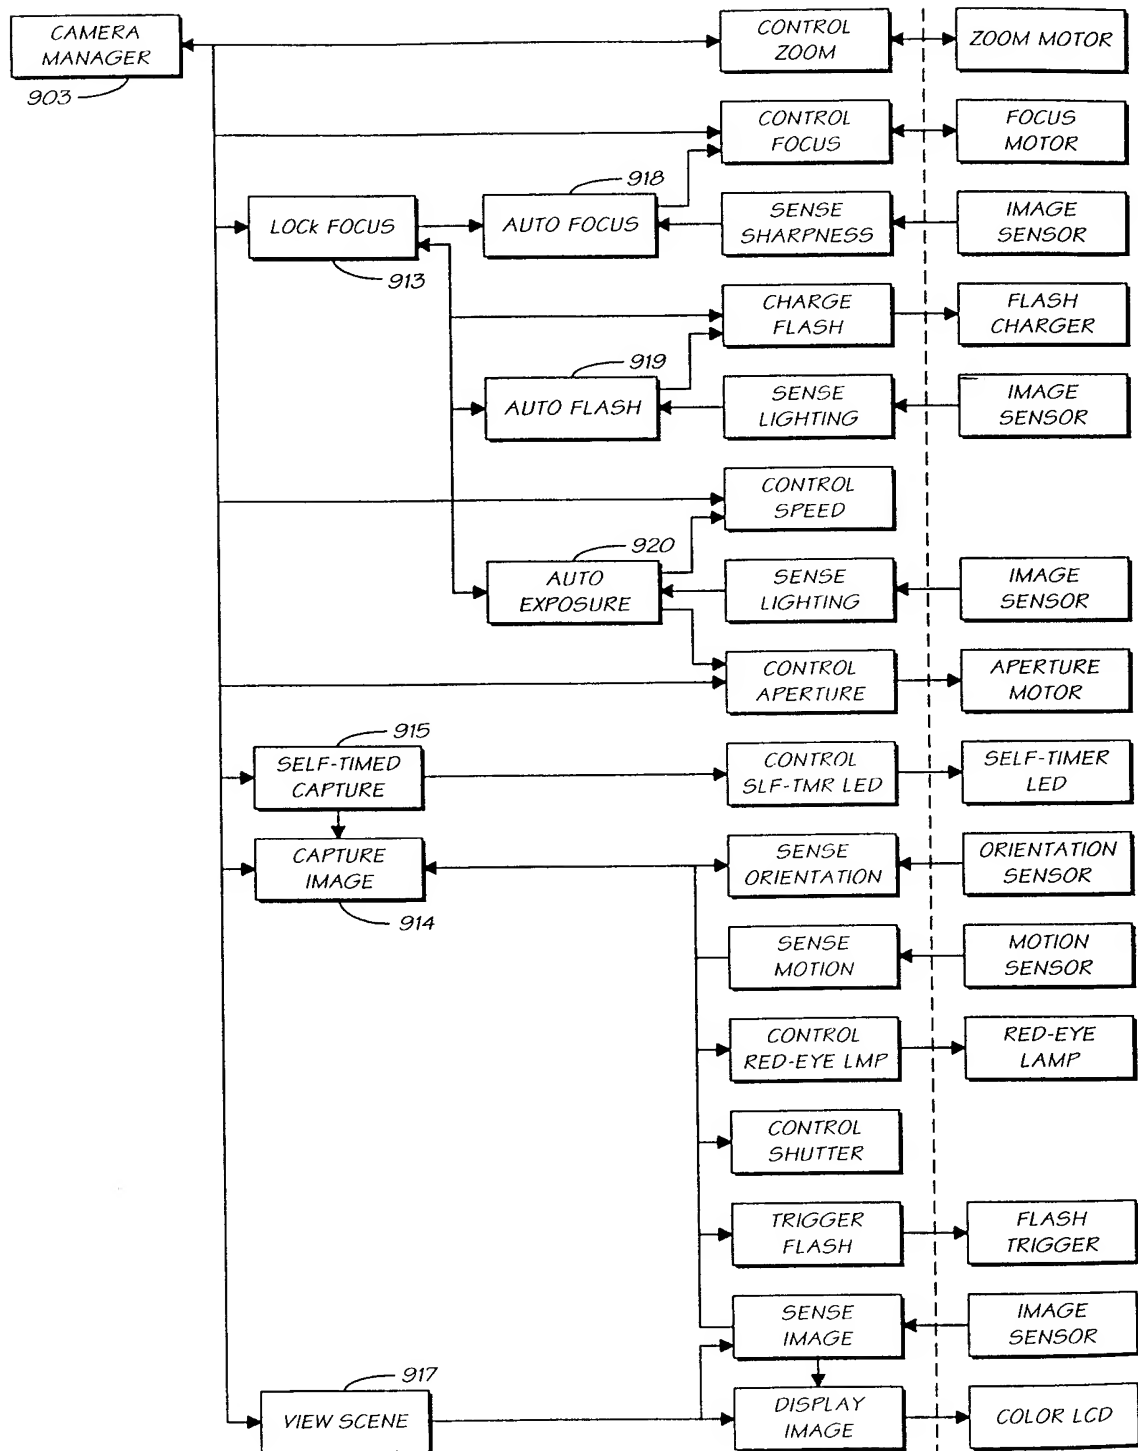 CAMERA
MANAGER
903
CONTROL
ZOOM
ZOOM MOTOR
CONTROL
FOCUS
FOCUS
MOTOR
918
LOCK FOCUS
913
AUTO FOCUS
SENSE
SHARPNESS
IMAGE
SENSOR
CHARGE
FLASH
FLASH
CHARGER
919
AUTO FLASH
SENSE
LIGHTING
IMAGE
SENSOR
CONTROL
SPEED
920
AUTO
EXPOSURE
SENSE
LIGHTING
IMAGE
SENSOR
CONTROL
APERTURE
APERTURE
MOTOR
915
SELF-TIMED
CAPTURE
CONTROL
SLF-TMR LED
SELF-TIMER
LED
CAPTURE
IMAGE
914
SENSE
ORIENTATION
ORIENTATION
SENSOR
SENSE
MOTION
MOTION
SENSOR
CONTROL
RED-EYE LMP
RED-EYE
LAMP
CONTROL
SHUTTER
TRIGGER
FLASH
FLASH
TRIGGER
SENSE
IMAGE
IMAGE
SENSOR
917
VIEW SCENE
DISPLAY
IMAGE
COLOR LCD